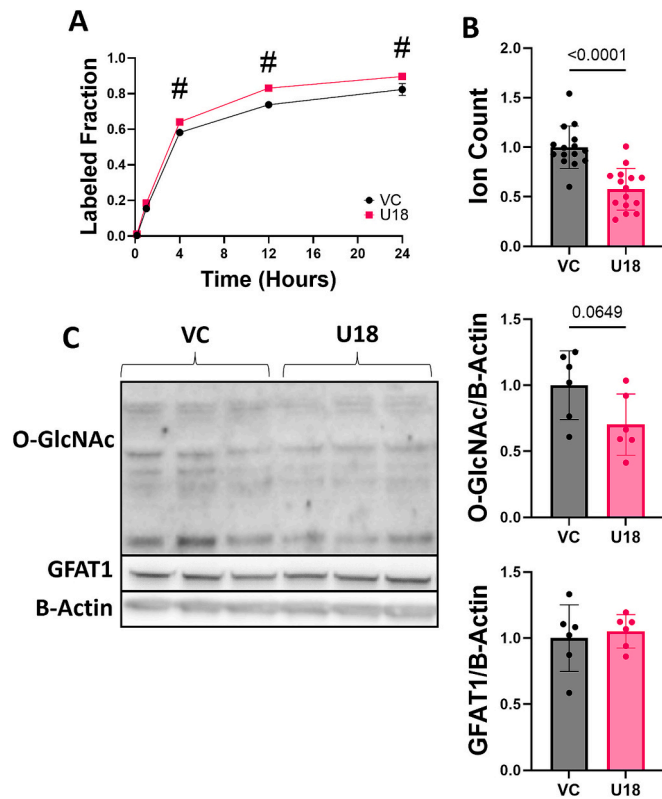 A
Labeled Fraction
1.0
0.8
0.6
0.4
0.2
0.0
#
#
#
VC
U18
0
4
8
12
16
20
24
Time (Hours)
B
Ion Count
2.0
1.5
1.0
0.5
0.0
<0.0001
VC
U18
O-GlcNAc/B-Actin
1.5
1.0
0.5
0.0
0.0649
VC
U18
GFAT1/B-Actin
1.5
1.0
0.5
0.0
VC
U18
C
VC
U18
O-GlcNAc
GFAT1
B-Actin